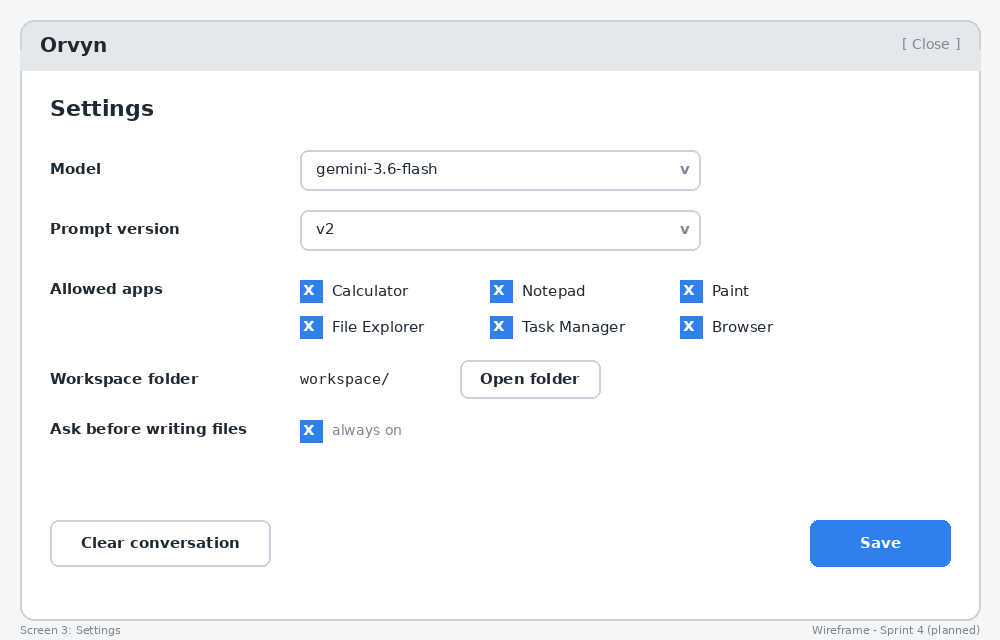 Orvyn [ Close ]
Settings
Model gemini-3.6-flash v
Prompt version v2 v
Allowed apps X Calculator X Notepad X Paint
X File Explorer X Task Manager X Browser
Workspace folder workspace/ Open folder
Ask before writing files X always on
Clear conversation Save
Screen 3: Settings Wireframe - Sprint 4 (planned)